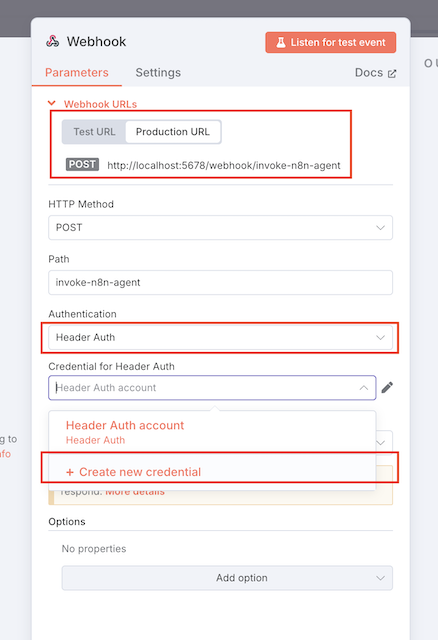 Webhook
Listen for test event
Parameters
Settings
Docs
O U
Webhook URLs
Test URL
Production URL
POST
http://localhost:5678/webhook/invoke-n8n-agent
HTTP Method
POST
Path
invoke-n8n-agent
Authentication
Header Auth
Credential for Header Auth
Header Auth account
Header Auth account
Header Auth
ng to
nfo
+ Create new credential
respond. More details
Options
No properties
Add option